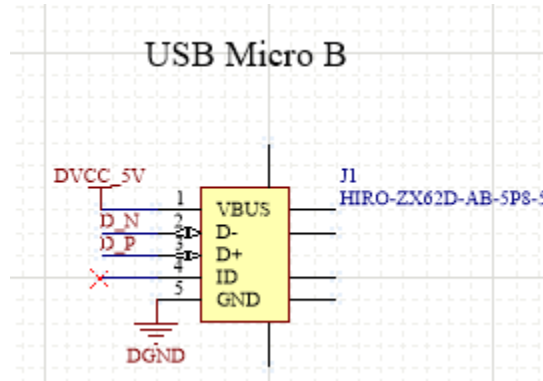 USB Micro B
DVCC_5V
J1
HIRO-ZX62D-AB-5P8-5
1
VBUS
D_N
2
D-
D_P
3
D+
4
ID
5
GND
DGND